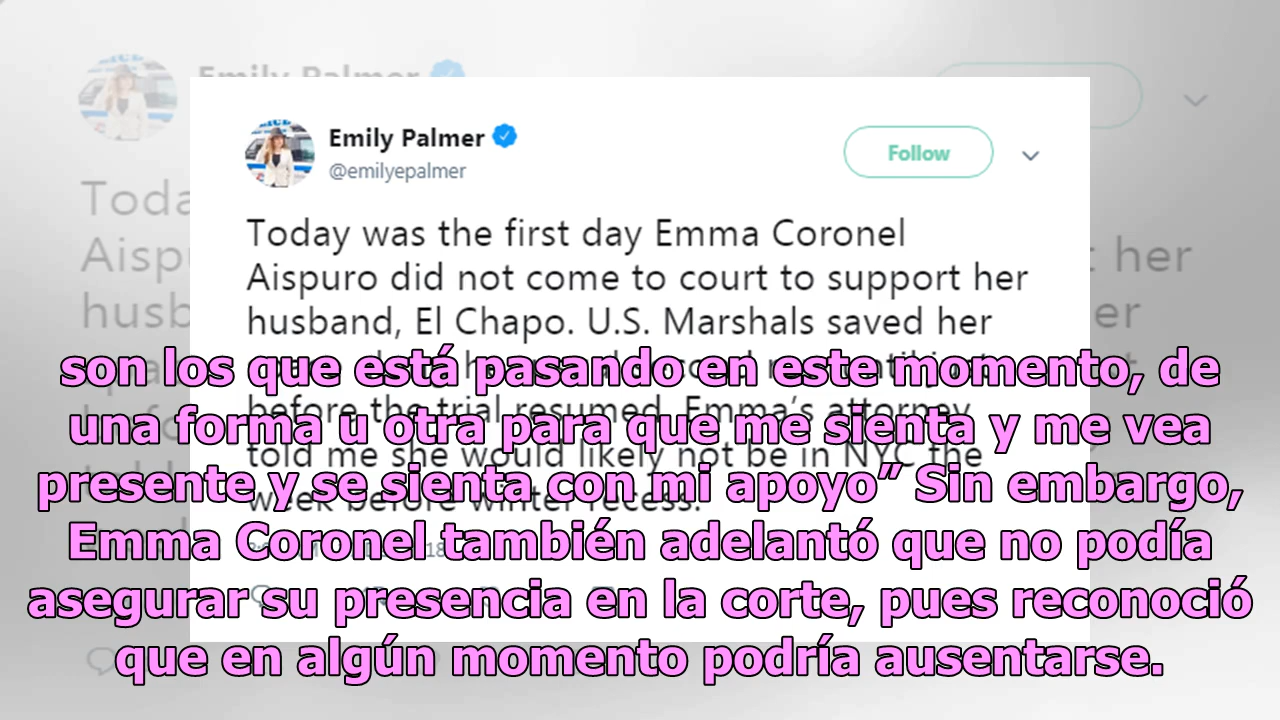 Emily Palmer
@emilyepalmer
Follow
Today was the first day Emma Coronel
Aispuro did not come to court to support her
husband, El Chapo. U.S. Marshals saved her
son los que está pasando en este momento, de
before the trial resumed. Emma's attorney
una forma u otra para que me sienta y me vea
told me she would likely not be in NYC the
presente y se sienta con mi apoyo” Sin embargo,
week before winter recess.
Emma Coronel también adelantó que no podía
asegurar su presencia en la corte, pues reconoció
que en algún momento podría ausentarse.